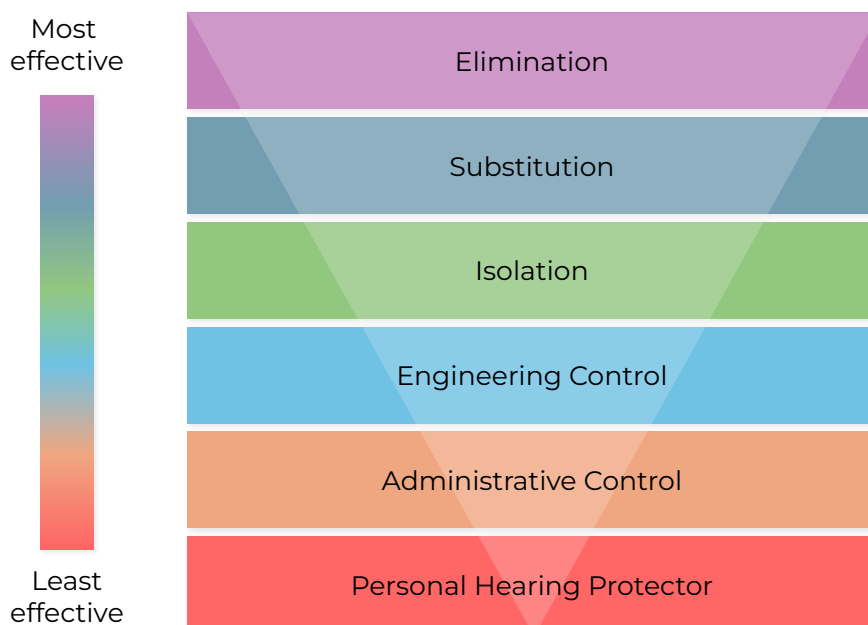 Most
effective
Elimination
Substitution
Isolation
Engineering Control
Administrative Control
Personal Hearing Protector
Least
effective